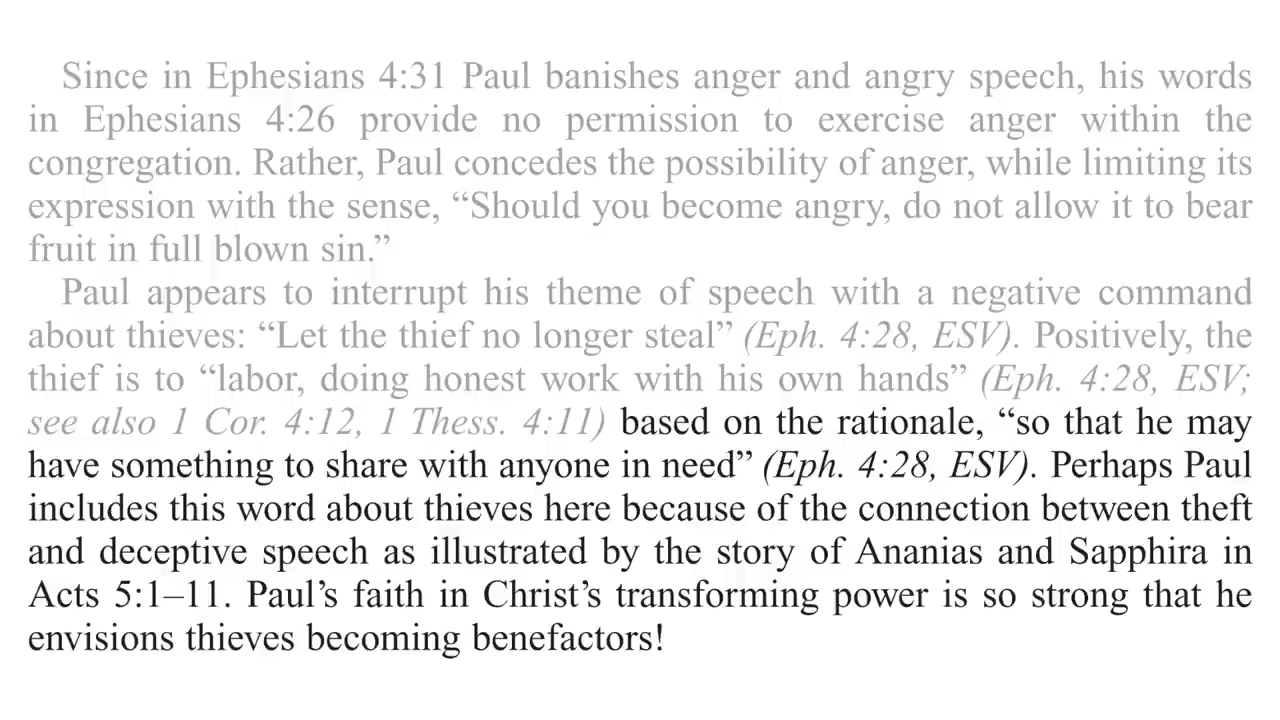 Since in Ephesians 4:31 Paul banishes anger and angry speech, his words
in Ephesians 4:26 provide no permission to exercise anger within the
congregation. Rather, Paul concedes the possibility of anger, while limiting its
expression with the sense, “Should you become angry, do not allow it to bear
fruit in full blown sin.”
Paul appears to interrupt his theme of speech with a negative command
about thieves: “Let the thief no longer steal” (Eph. 4:28, ESV). Positively, the
thief is to “labor, doing honest work with his own hands” (Eph. 4:28, ESV;
see also 1 Cor. 4:12, 1 Thess. 4:11) based on the rationale, “so that he may
have something to share with anyone in need” (Eph. 4:28, ESV). Perhaps Paul
includes this word about thieves here because of the connection between theft
and deceptive speech as illustrated by the story of Ananias and Sapphira in
Acts 5:1–11. Paul’s faith in Christ’s transforming power is so strong that he
envisions thieves becoming benefactors!